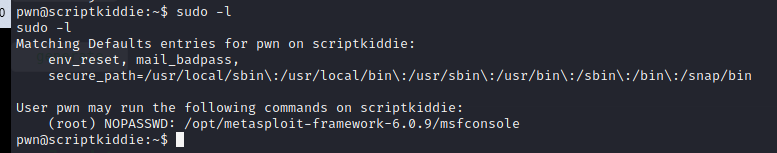 0
pwn@scriptkiddie:~$ sudo -l
sudo -l
Matching Defaults entries for pwn on scriptkiddie:
    env_reset, mail_badpass,
    secure_path=/usr/local/sbin\:/usr/local/bin\:/usr/sbin\:/usr/bin\:/sbin\:/bin\:/snap/bin

User pwn may run the following commands on scriptkiddie:
    (root) NOPASSWD: /opt/metasploit-framework-6.0.9/msfconsole
pwn@scriptkiddie:~$